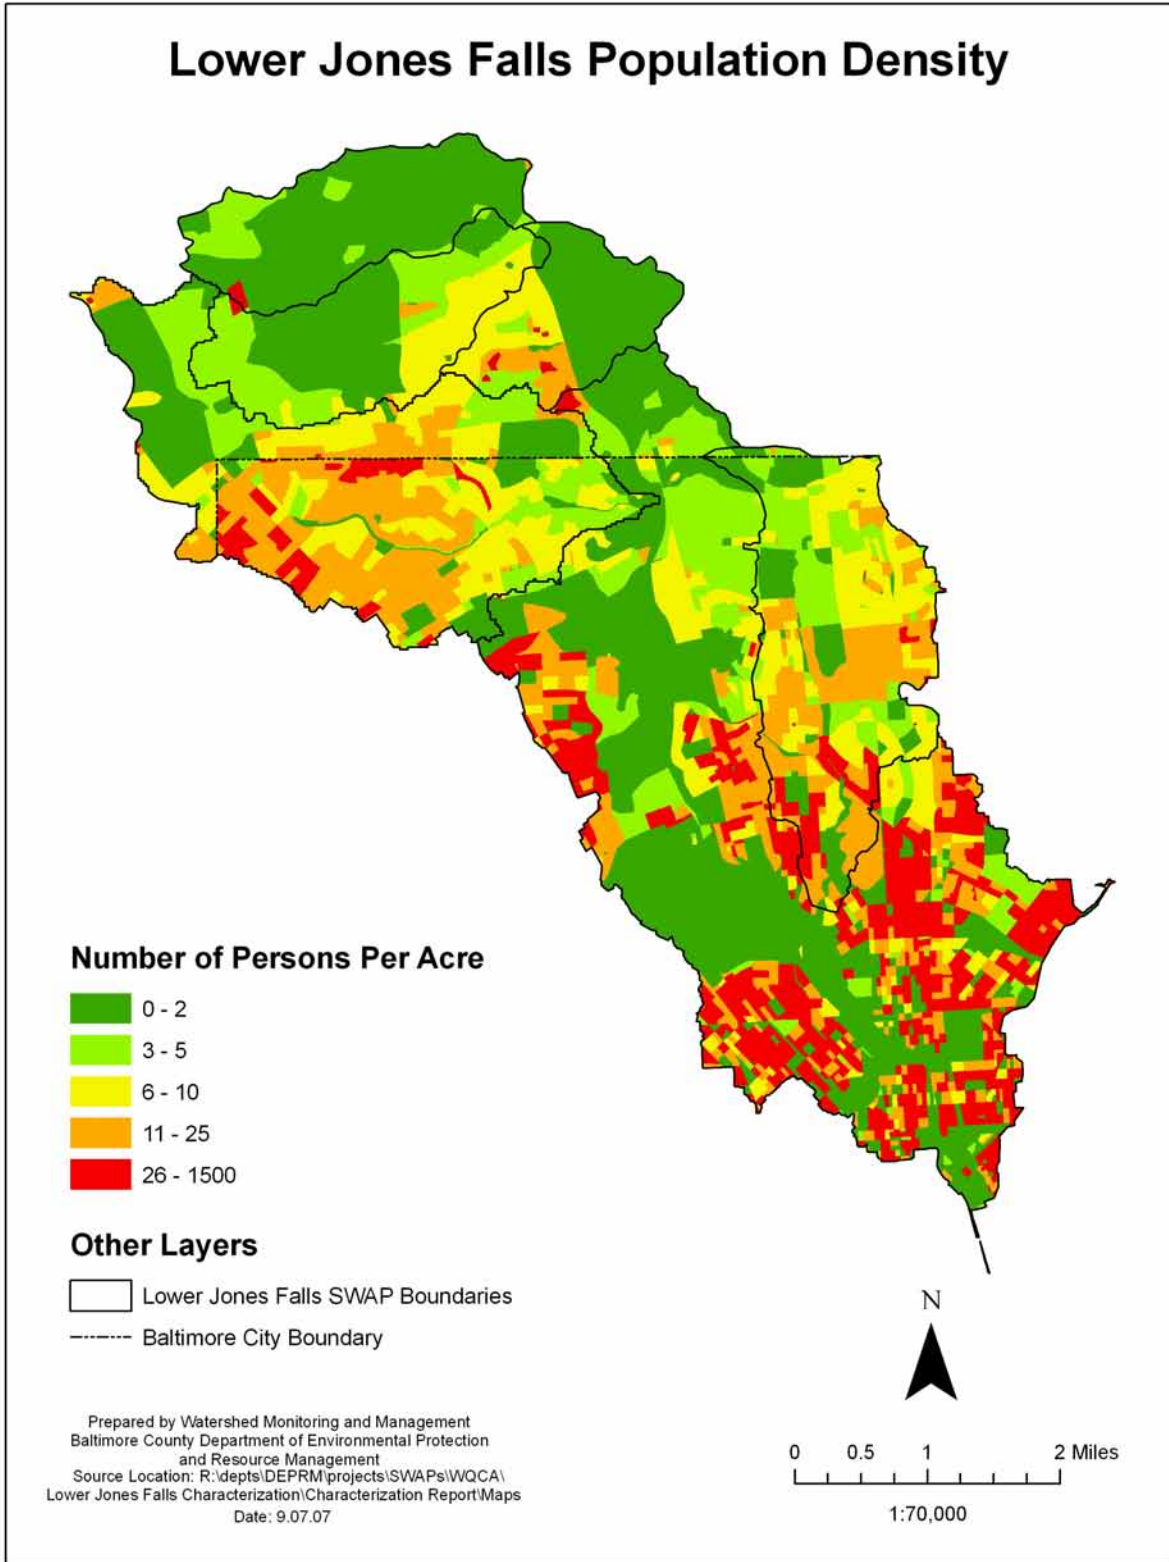 Lower Jones Falls Population Density
Number of Persons Per Acre
0 - 2
3 - 5
6 - 10
11 - 25
26 - 1500
Other Layers
Lower Jones Falls SWAP Boundaries
Baltimore City Boundary
Prepared by Watershed Monitoring and Management
Baltimore County Department of Environmental Protection
and Resource Management
Source Location: R:\depts\DEPRM\projects\SWAPs\WQCA\
Lower Jones Falls Characterization\Characterization Report\Maps
Date: 9.07.07
N
0 0.5 1 2 Miles
1:70,000